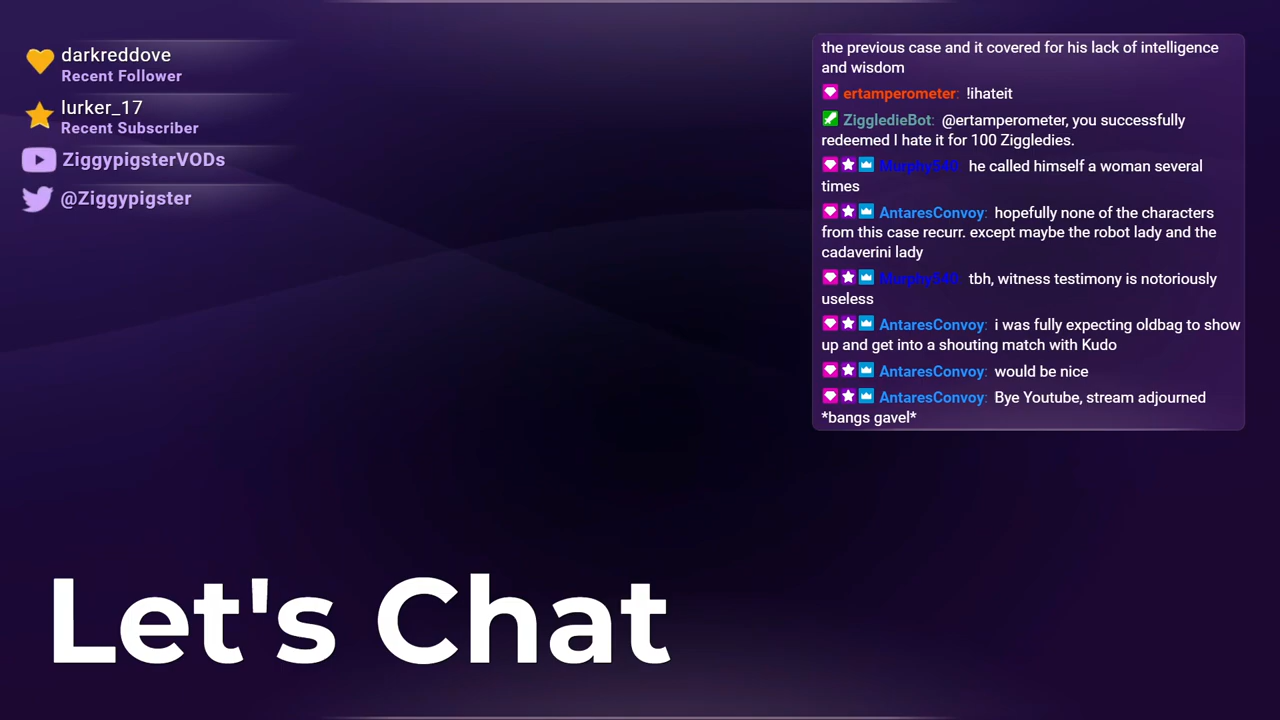 darkreddove
Recent Follower
lurker_17
Recent Subscriber
ZiggypigsterVODs
@Ziggypigster
the previous case and it covered for his lack of intelligence
and wisdom
ertamperometer: !ihateit
ZiggledieBot: @ertamperometer, you successfully
redeemed I hate it for 100 Ziggledies.
Murphy540: he called himself a woman several
times
AntaresConvoy: hopefully none of the characters
from this case recurr. except maybe the robot lady and the
cadaverini lady
Murphy540: tbh, witness testimony is notoriously
useless
AntaresConvoy: i was fully expecting oldbag to show
up and get into a shouting match with Kudo
AntaresConvoy: would be nice
AntaresConvoy: Bye Youtube, stream adjourned
*bangs gavel*
Let's Chat